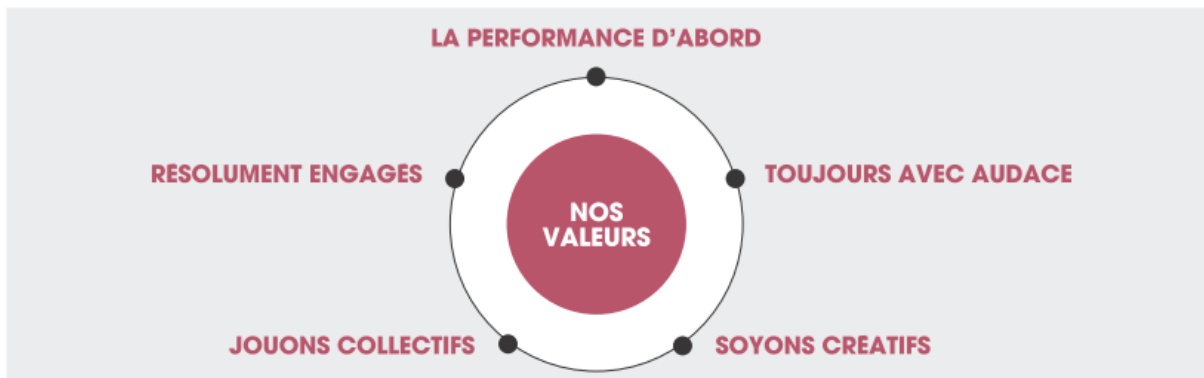 LA PERFORMANCE D'ABORD
RÉSOLUMENT ENGAGÉS
TOUJOURS AVEC AUDACE
NOS
VALEURS
JOUONS COLLECTIFS
SOYONS CRÉATIFS